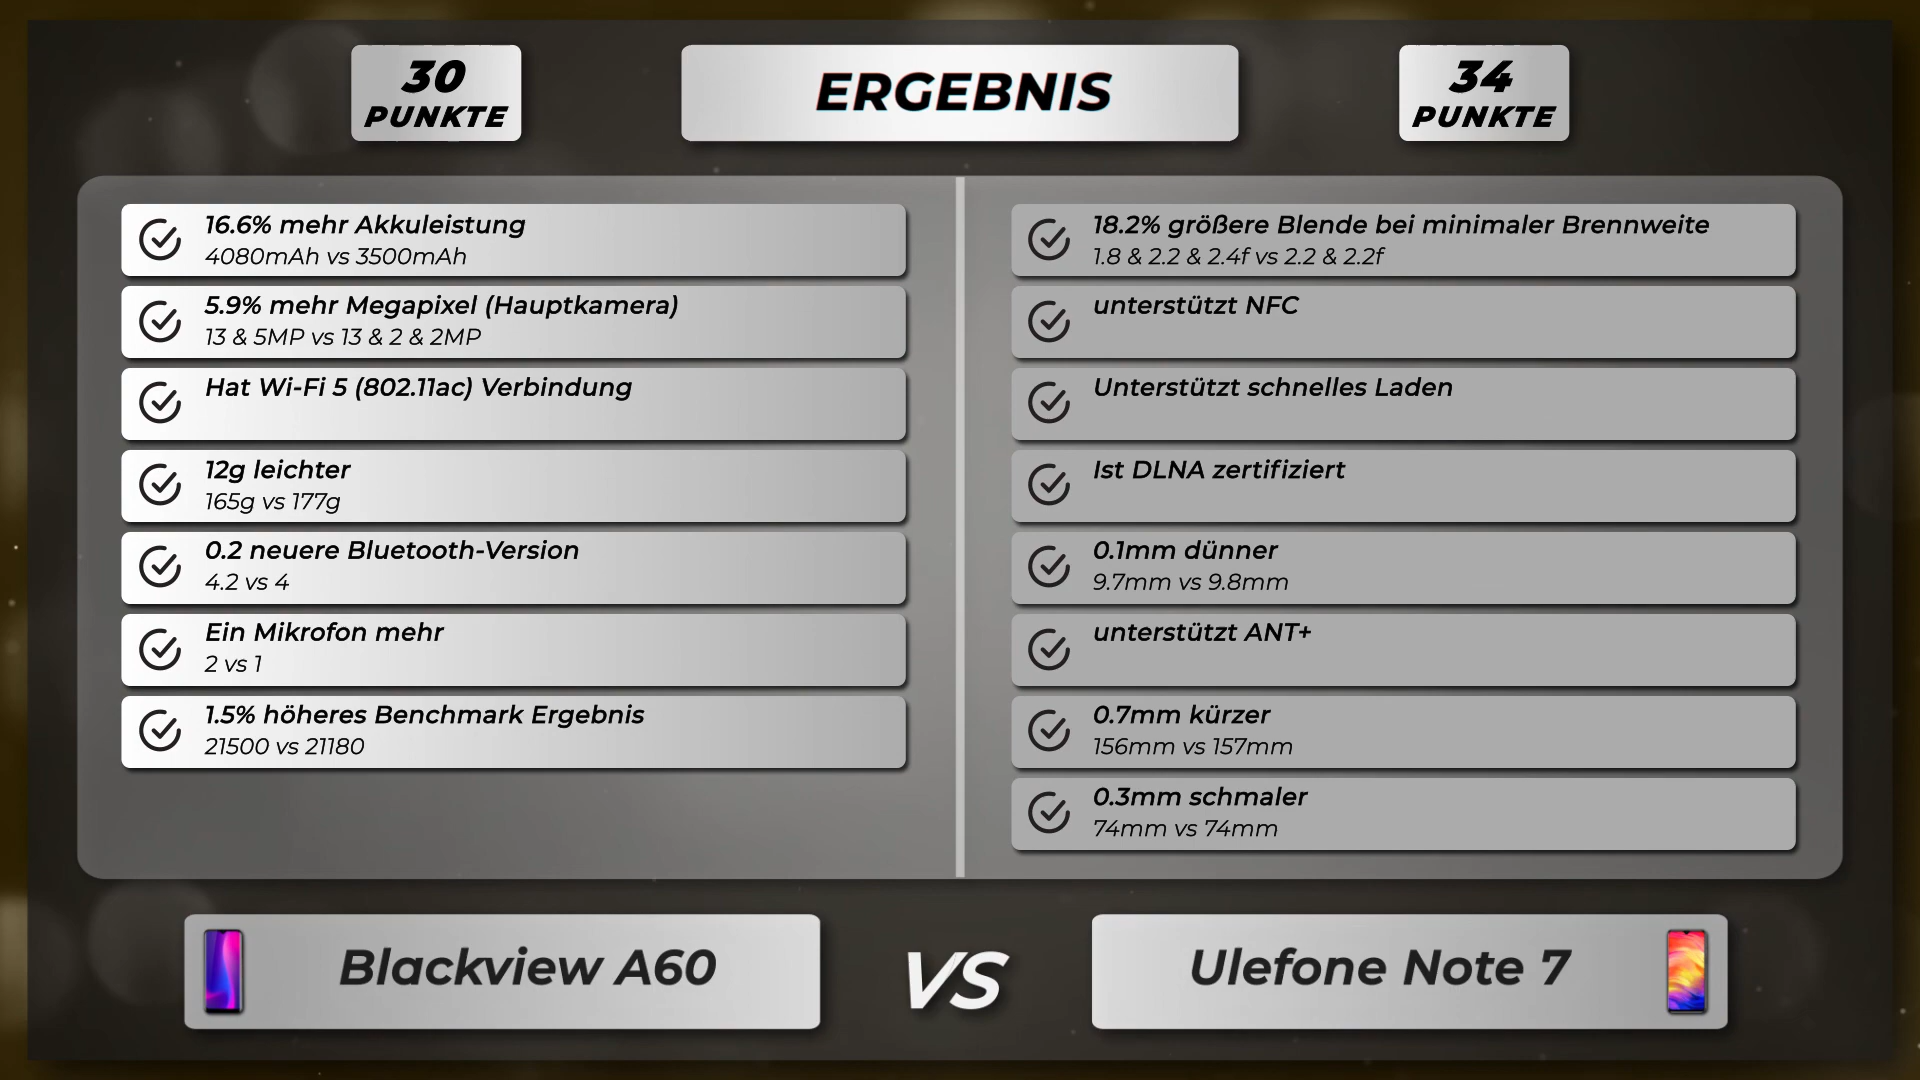 30
PUNKTE
ERGEBNIS
34
PUNKTE
16.6% mehr Akkuleistung
4080mAh vs 3500mAh
5.9% mehr Megapixel (Hauptkamera)
13 & 5MP vs 13 & 2 & 2MP
Hat Wi-Fi 5 (802.11ac) Verbindung
12g leichter
165g vs 177g
0.2 neuere Bluetooth-Version
4.2 vs 4
Ein Mikrofon mehr
2 vs 1
1.5% höheres Benchmark Ergebnis
21500 vs 21180
18.2% größere Blende bei minimaler Brennweite
1.8 & 2.2 & 2.4f vs 2.2 & 2.2f
unterstützt NFC
Unterstützt schnelles Laden
Ist DLNA zertifiziert
0.1mm dünner
9.7mm vs 9.8mm
unterstützt ANT+
0.7mm kürzer
156mm vs 157mm
0.3mm schmaler
74mm vs 74mm
Blackview A60
VS
Ulefone Note 7